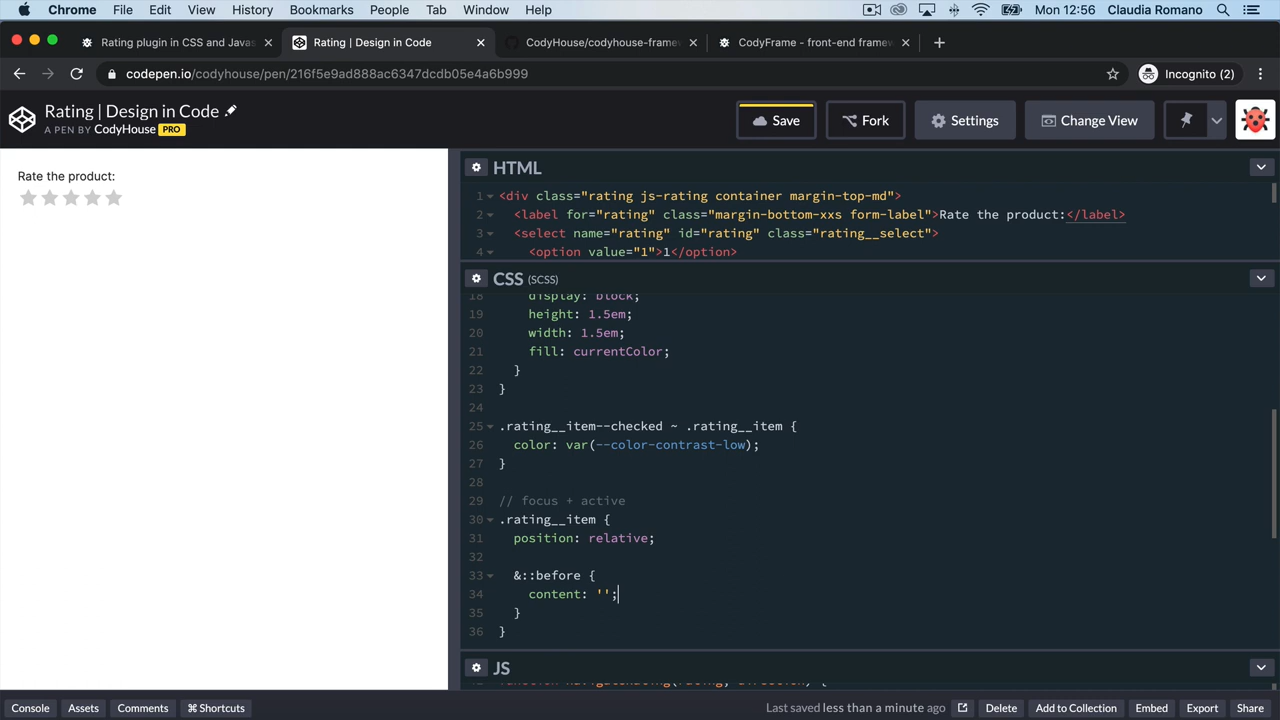 Chrome File Edit View History Bookmarks People Tab Window Help Mon 12:56 Claudia Romano
Rating plugin in CSS and Javas
Rating | Design in Code
CodyHouse/codyhouse-frame
CodyFrame - front-end framew
codepen.io/codyhouse/pen/216f5e9ad888ac6347dcdb05e4a6b999
Incognito (2)
Rating | Design in Code
A PEN BY CodyHouse PRO
Save
Fork
Settings
Change View
Rate the product:
HTML
1 <div class="rating js-rating container margin-top-md">
2 <label for="rating" class="margin-bottom-xxs form-label">Rate the product:</label>
3 <select name="rating" id="rating" class="rating__select">
4 <option value="1">1</option>
CSS (SCSS)
18 display: block;
19 height: 1.5em;
20 width: 1.5em;
21 fill: currentColor;
22 }
23 }
24
25 .rating__item--checked ~ .rating__item {
26 color: var(--color-contrast-low);
27 }
28
29 // focus + active
30 .rating__item {
31 position: relative;
32
33 &::before {
34 content: '';
35 }
36 }
JS
Console
Assets
Comments
⌘ Shortcuts
Last saved less than a minute ago
Delete
Add to Collection
Embed
Export
Share